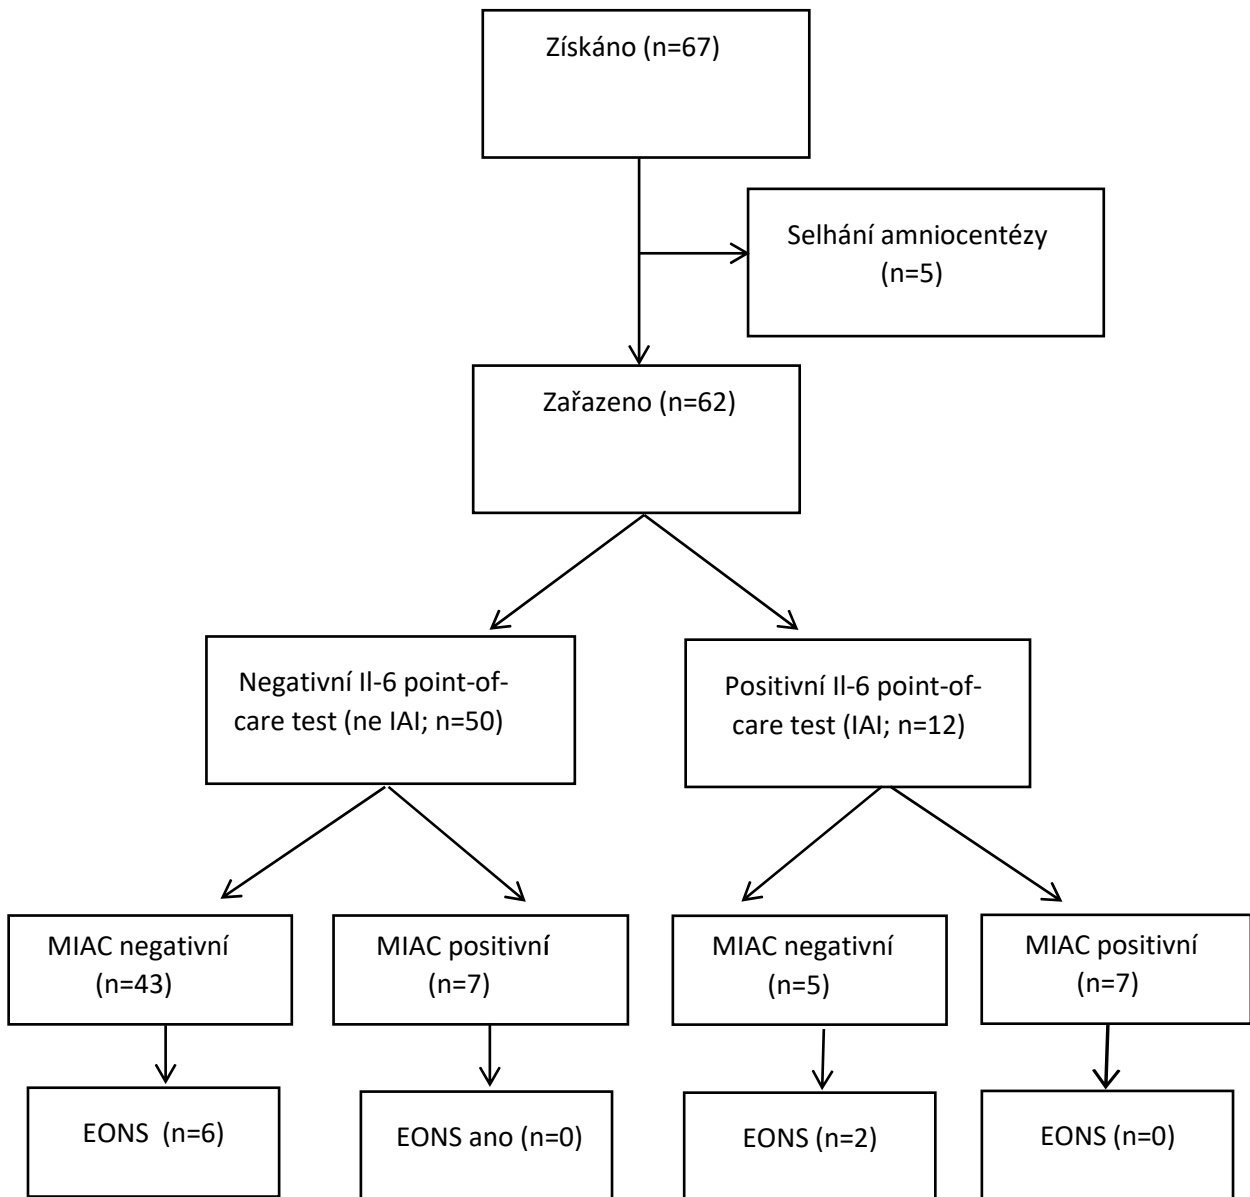 Získáno (n=67)
Selhání amniocentézy
(n=5)
Zařazeno (n=62)
Negativní Il-6 point-of-
care test (ne IAI; n=50)
Positivní Il-6 point-of-
care test (IAI; n=12)
MIAC negativní
(n=43)
MIAC positivní
(n=7)
MIAC negativní
(n=5)
MIAC positivní
(n=7)
EONS (n=6)
EONS ano (n=0)
EONS (n=2)
EONS (n=0)